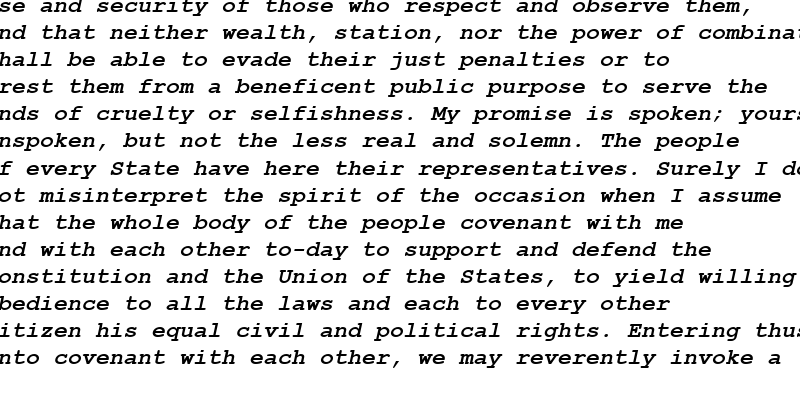 se and security of those who respect and observe them,
nd that neither wealth, station, nor the power of combinat
hall be able to evade their just penalties or to
rest them from a beneficent public purpose to serve the
nds of cruelty or selfishness. My promise is spoken; yours
nspoken, but not the less real and solemn. The people
f every State have here their representatives. Surely I do
ot misinterpret the spirit of the occasion when I assume
hat the whole body of the people covenant with me
nd with each other to-day to support and defend the
onstitution and the Union of the States, to yield willing
bedience to all the laws and each to every other
itizen his equal civil and political rights. Entering thus
nto covenant with each other, we may reverently invoke a